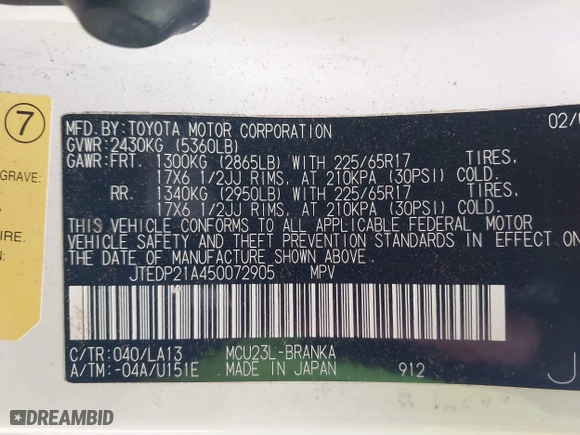 7
GRAVE:
IRE.
MFD.BY:TOYOTA MOTOR CORPORATION
02/
GVWR:2430KG (5360LB)
GAWR:FRT. 1300KG (2865LB) WITH 225/65R17 TIRES,
17X6 1/2JJ RIMS, AT 210KPA (30PSI) COLD.
RR. 1340KG (2950LB) WITH 225/65R17 TIRES,
17X6 1/2JJ RIMS, AT 210KPA (30PSI) COLD.
THIS VEHICLE CONFORMS TO ALL APPLICABLE FEDERAL MOTOR
VEHICLE SAFETY AND THEFT PREVENTION STANDARDS IN EFFECT ON
THE DATE OF MANUFACTURE SHOWN ABOVE.
JTEDP21A450072905 MPV
C/TR:040/LA13 MCU23L-BRANKA
A/TM:-04A/U151E MADE IN JAPAN 912
J
DREAMBID